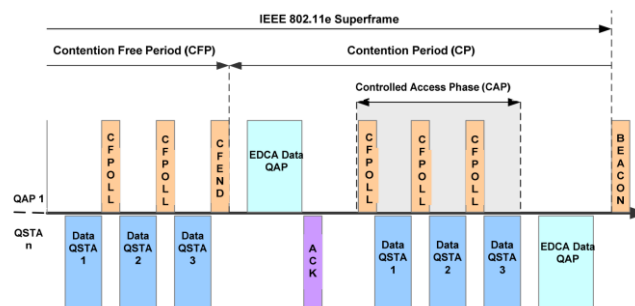 IEEE 802.11e Superframe
Contention Free Period (CFP)
Contention Period (CP)
Controlled Access Phase (CAP)
CFPOLL
CFPOLL
CFEND
EDCA Data
QAP
CFPOLL
CFPOLL
CFPOLL
BEACON
QAP 1
QSTA
n
Data
QSTA
1
Data
QSTA
2
Data
QSTA
3
ACK
Data
QSTA
1
Data
QSTA
2
Data
QSTA
3
EDCA Data
QAP